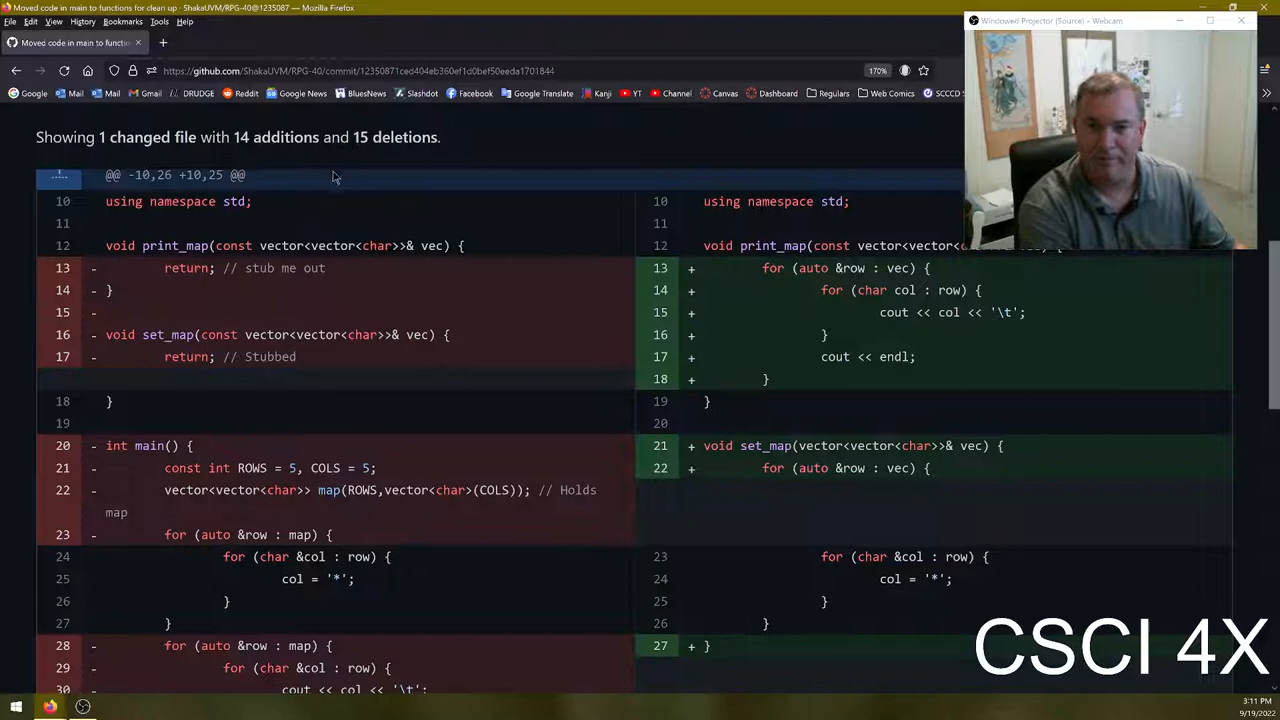 Moved code in main to functions for clean up · ShakaUVM/RPG-40@1235087 — Mozilla Firefox
File Edit View History Bookmarks Tools Help
Windowed Projector (Source) - Webcam
Moved code in main to function
https://github.com/ShakaUVM/RPG-40/commit/12350871ced404eb360ef1d0bef50eeda1701844
170%
Google Mail Mail Gmail DRUDGE Reddit Google News BluesNews Slashdot Facebook Google Translate Kanji YT Channel Canvas Dashboard Regulars Web Comics SCCCD
Showing 1 changed file with 14 additions and 15 deletions.
@@ -10,26 +10,25 @@
10 using namespace std; 10 using namespace std;
11 11
12 void print_map(const vector<vector<char>>& vec) { 12 void print_map(const vector<vector<
13 - return; // stub me out 13 + for (auto &row : vec) {
14 - } 14 + for (char col : row) {
15 - 15 + cout << col << '\t';
16 - void set_map(const vector<vector<char>>& vec) { 16 + }
17 - return; // Stubbed 17 + cout << endl;
18 + }
18 } 19 }
19 20
20 - int main() { 21 + void set_map(vector<vector<char>>& vec) {
21 - const int ROWS = 5, COLS = 5; 22 + for (auto &row : vec) {
22 - vector<vector<char>> map(ROWS,vector<char>(COLS)); // Holds
map
23 - for (auto &row : map) {
24 for (char &col : row) { 23 for (char &col : row) {
25 col = '*'; 24 col = '*';
26 } 25 }
27 } 26 }
28 - for (auto &row : map) { 27 + }
29 - for (char &col : row) {
30 cout << col << '\t';
CSCI 4X
3:11 PM
9/19/2022